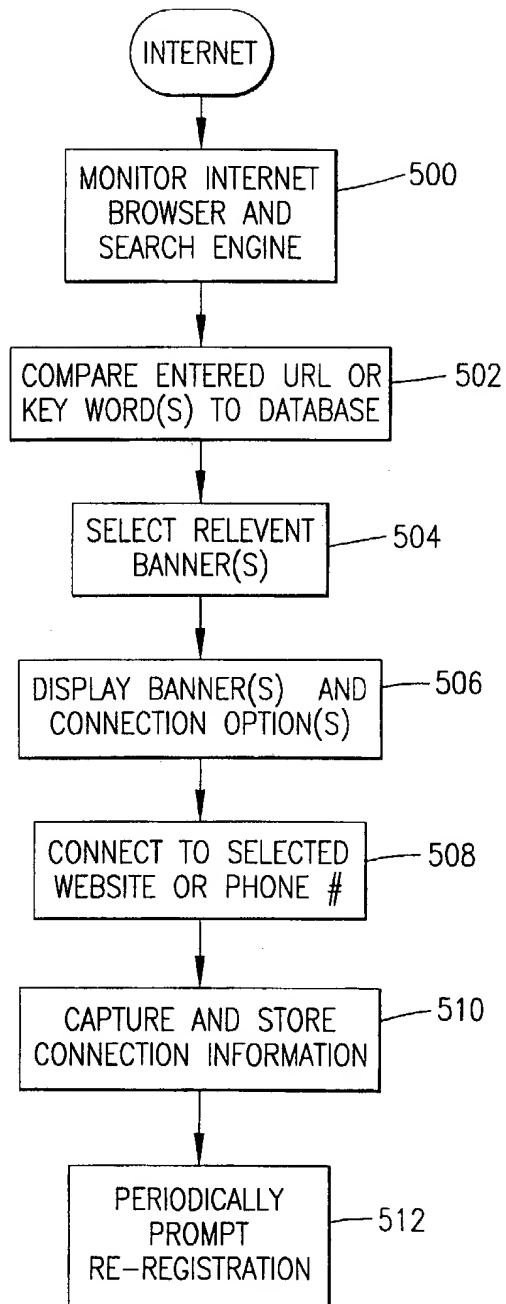 INTERNET
MONITOR INTERNET
BROWSER AND
SEARCH ENGINE
500
COMPARE ENTERED URL OR
KEY WORD(S) TO DATABASE
502
SELECT RELEVENT
BANNER(S)
504
DISPLAY BANNER(S) AND
CONNECTION OPTION(S)
506
CONNECT TO SELECTED
WEBSITE OR PHONE #
508
CAPTURE AND STORE
CONNECTION INFORMATION
510
PERIODICALLY
PROMPT
RE-REGISTRATION
512